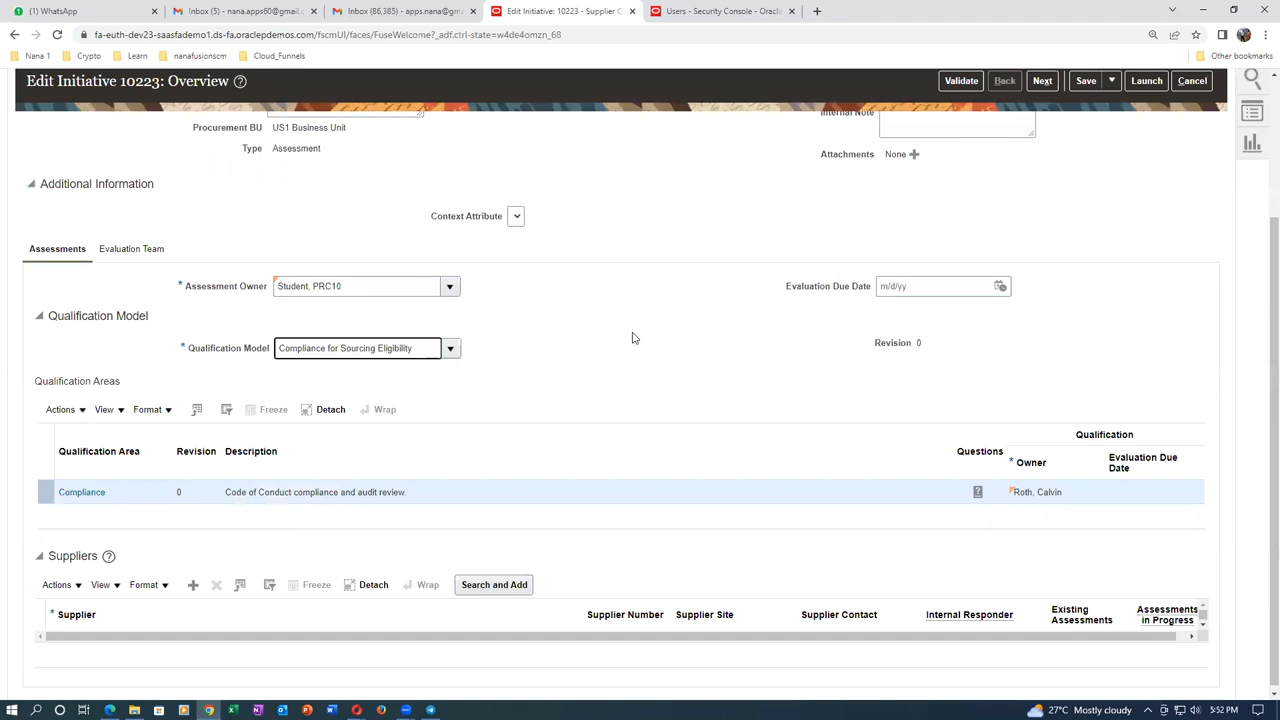 WhatsApp
Inbox (5) - nana.apps60@gmail.c
Inbox (86,385) - apps.nana@gm
Edit Initiative: 10223 - Supplier Q
Users - Security Console - Oracle
(1)
fa-euth-dev23-saasfademo1.ds-fa.oraclepdemos.com/fscmUI/faces/FuseWelcome?_adf.ctrl-state=w4de4omzn_68
Nana 1
Crypto
Learn
nanafusionscm
Cloud_Funnels
Other bookmarks
Edit Initiative 10223: Overview
Validate
Back
Next
Save
Launch
Cancel
Internal Note
Procurement BU US1 Business Unit
Type Assessment
Attachments None
Additional Information
Context Attribute
Assessments
Evaluation Team
* Assessment Owner Student, PRC10
Evaluation Due Date m/d/yy
Qualification Model
* Qualification Model Compliance for Sourcing Eligibility
Revision 0
Qualification Areas
Actions View Format Freeze Detach Wrap
Qualification
Qualification Area Revision Description Questions * Owner Evaluation Due Date
Compliance 0 Code of Conduct compliance and audit review. Roth, Calvin
Suppliers
Actions View Format Freeze Detach Wrap Search and Add
* Supplier Supplier Number Supplier Site Supplier Contact Internal Responder Existing Assessments Assessments in Progress
27°C Mostly cloudy 5:52 PM